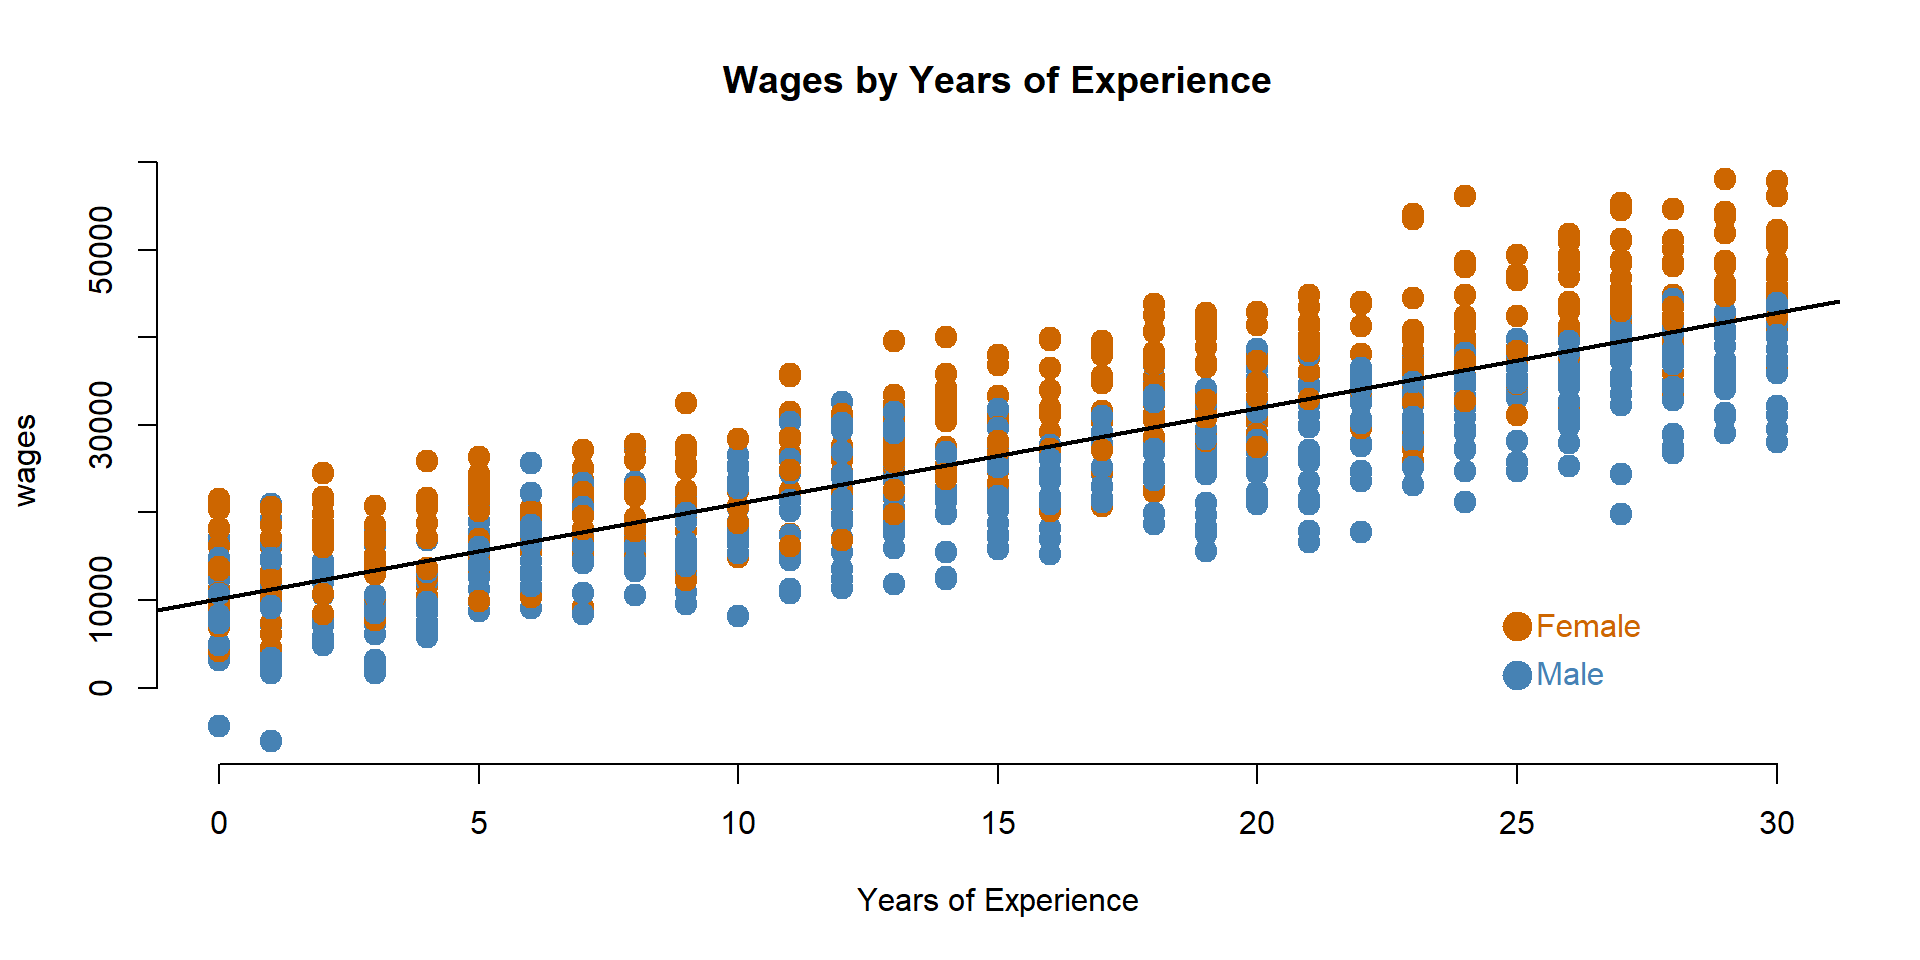 Wages by Years of Experience
wages
50000
30000
10000
0
Female
Male
0 5 10 15 20 25 30
Years of Experience